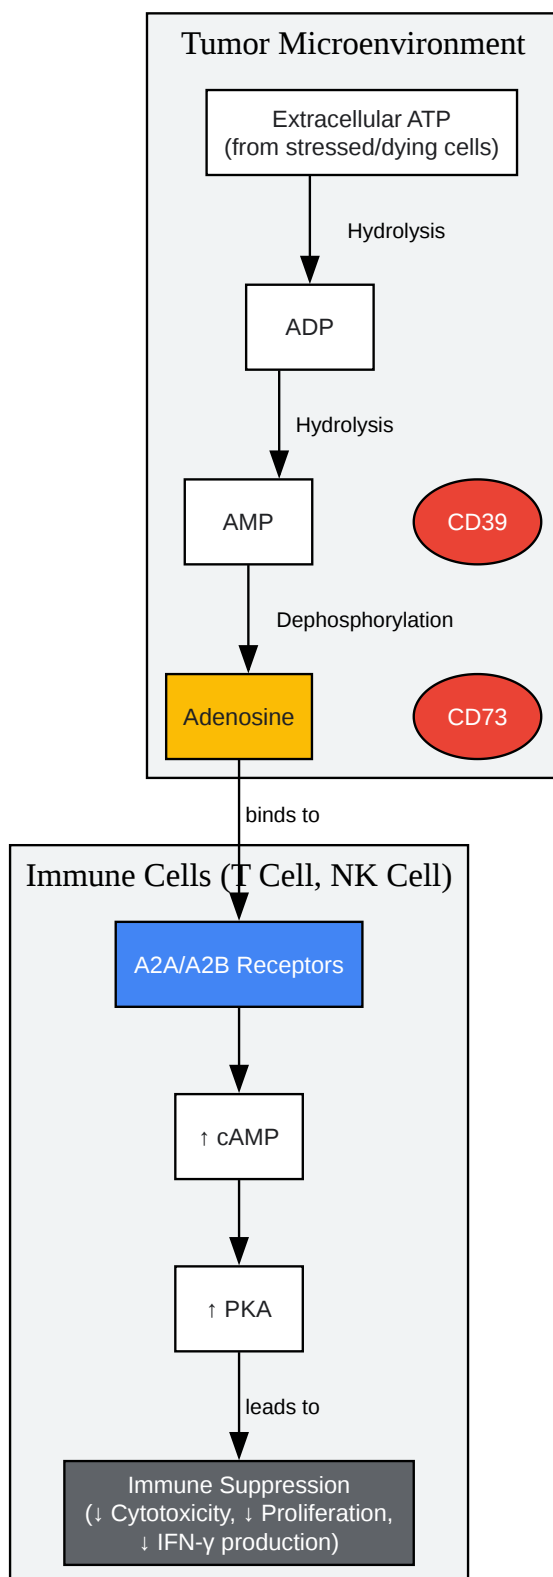 Tumor Microenvironment
Extracellular ATP
(from stressed/dying cells)
Hydrolysis
ADP
Hydrolysis
AMP
CD39
Dephosphorylation
Adenosine
CD73
binds to
Immune Cells (T Cell, NK Cell)
A2A/A2B Receptors
↑ cAMP
↑ PKA
leads to
Immune Suppression
(↓ Cytotoxicity, ↓ Proliferation,
↓ IFN-γ production)